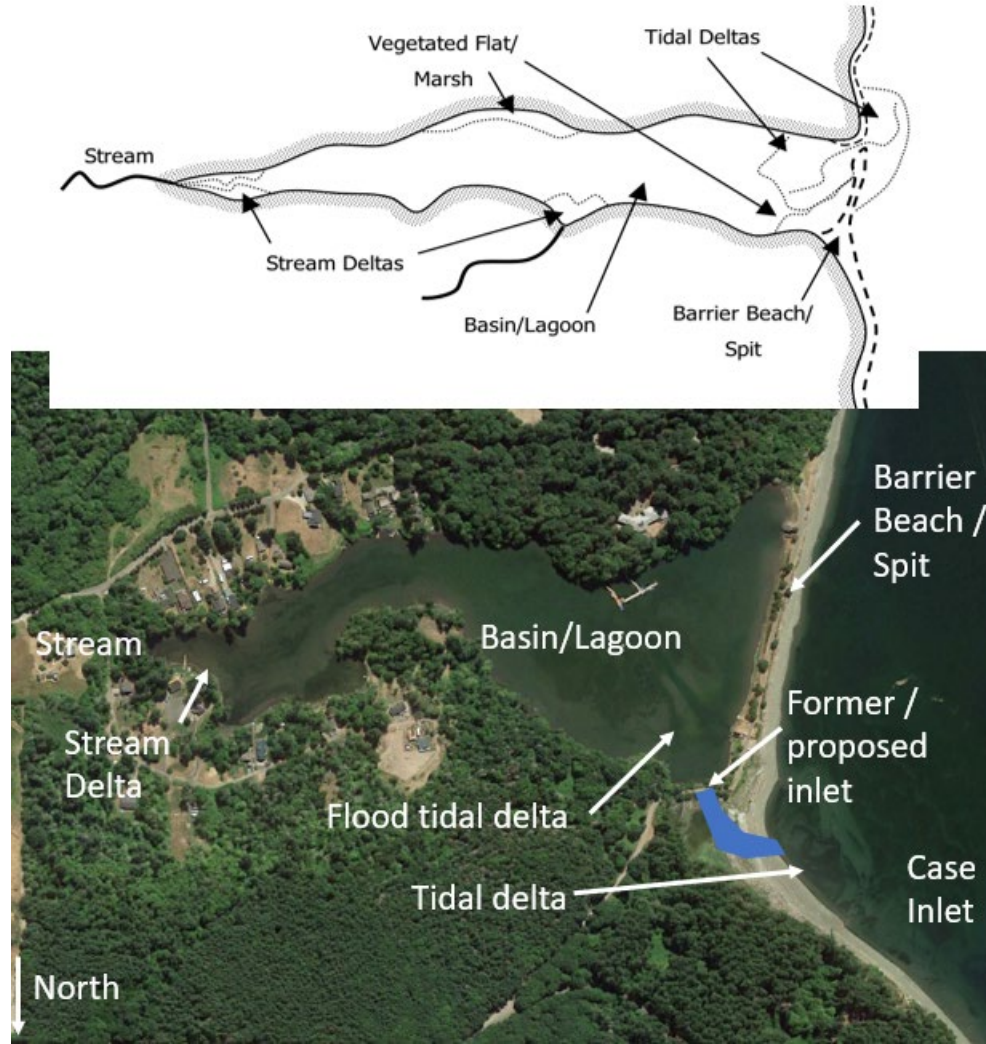 Vegetated Flat/
Marsh
Tidal Deltas
Stream
Stream Deltas
Basin/Lagoon
Barrier Beach/
Spit
Barrier
Beach /
Spit
Stream
Basin/Lagoon
Former /
proposed
inlet
Stream
Delta
Flood tidal delta
Tidal delta
Case
Inlet
North